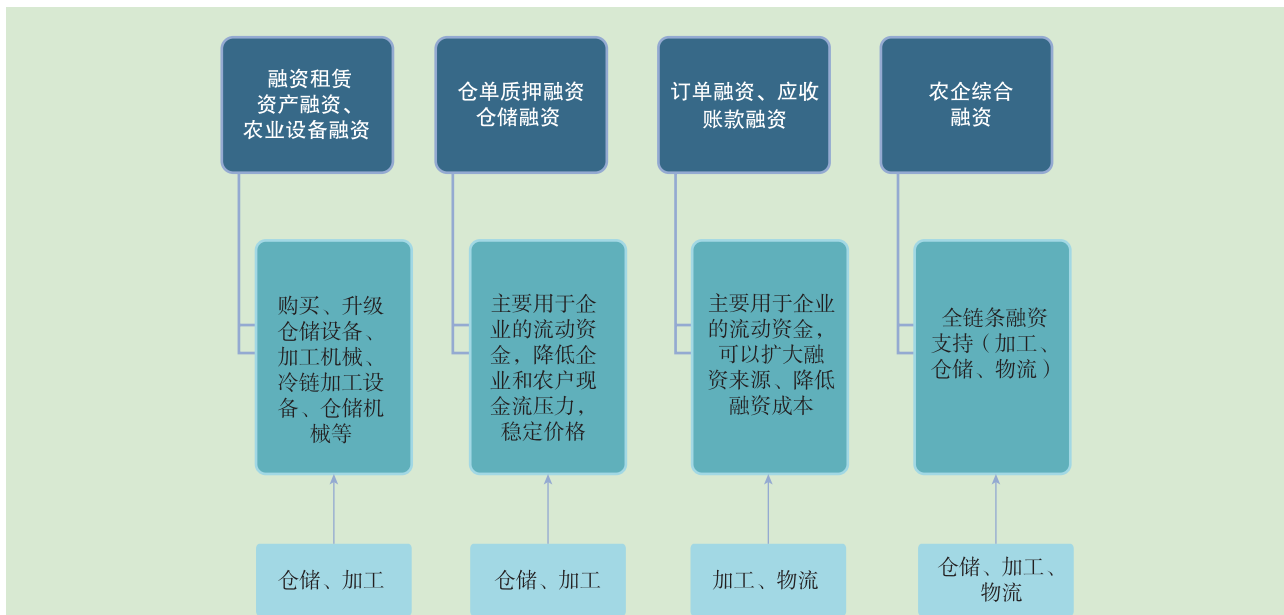 融资租赁
资产融资、
农业设备融资
仓单质押融资
仓储融资
订单融资、应收
账款融资
农企综合
融资
购买、升级
仓储设备、
加工机械、
冷链加工设
备、仓储机
械等
主要用于企
业的流动资
金，降低企
业和农户现
金流压力，
稳定价格
主要用于企业
的流动资金，
可以扩大融
资来源、降低
融资成本
全链条融资
支持（加工、
仓储、物流）
仓储、加工
仓储、加工
加工、物流
仓储、加工、
物流